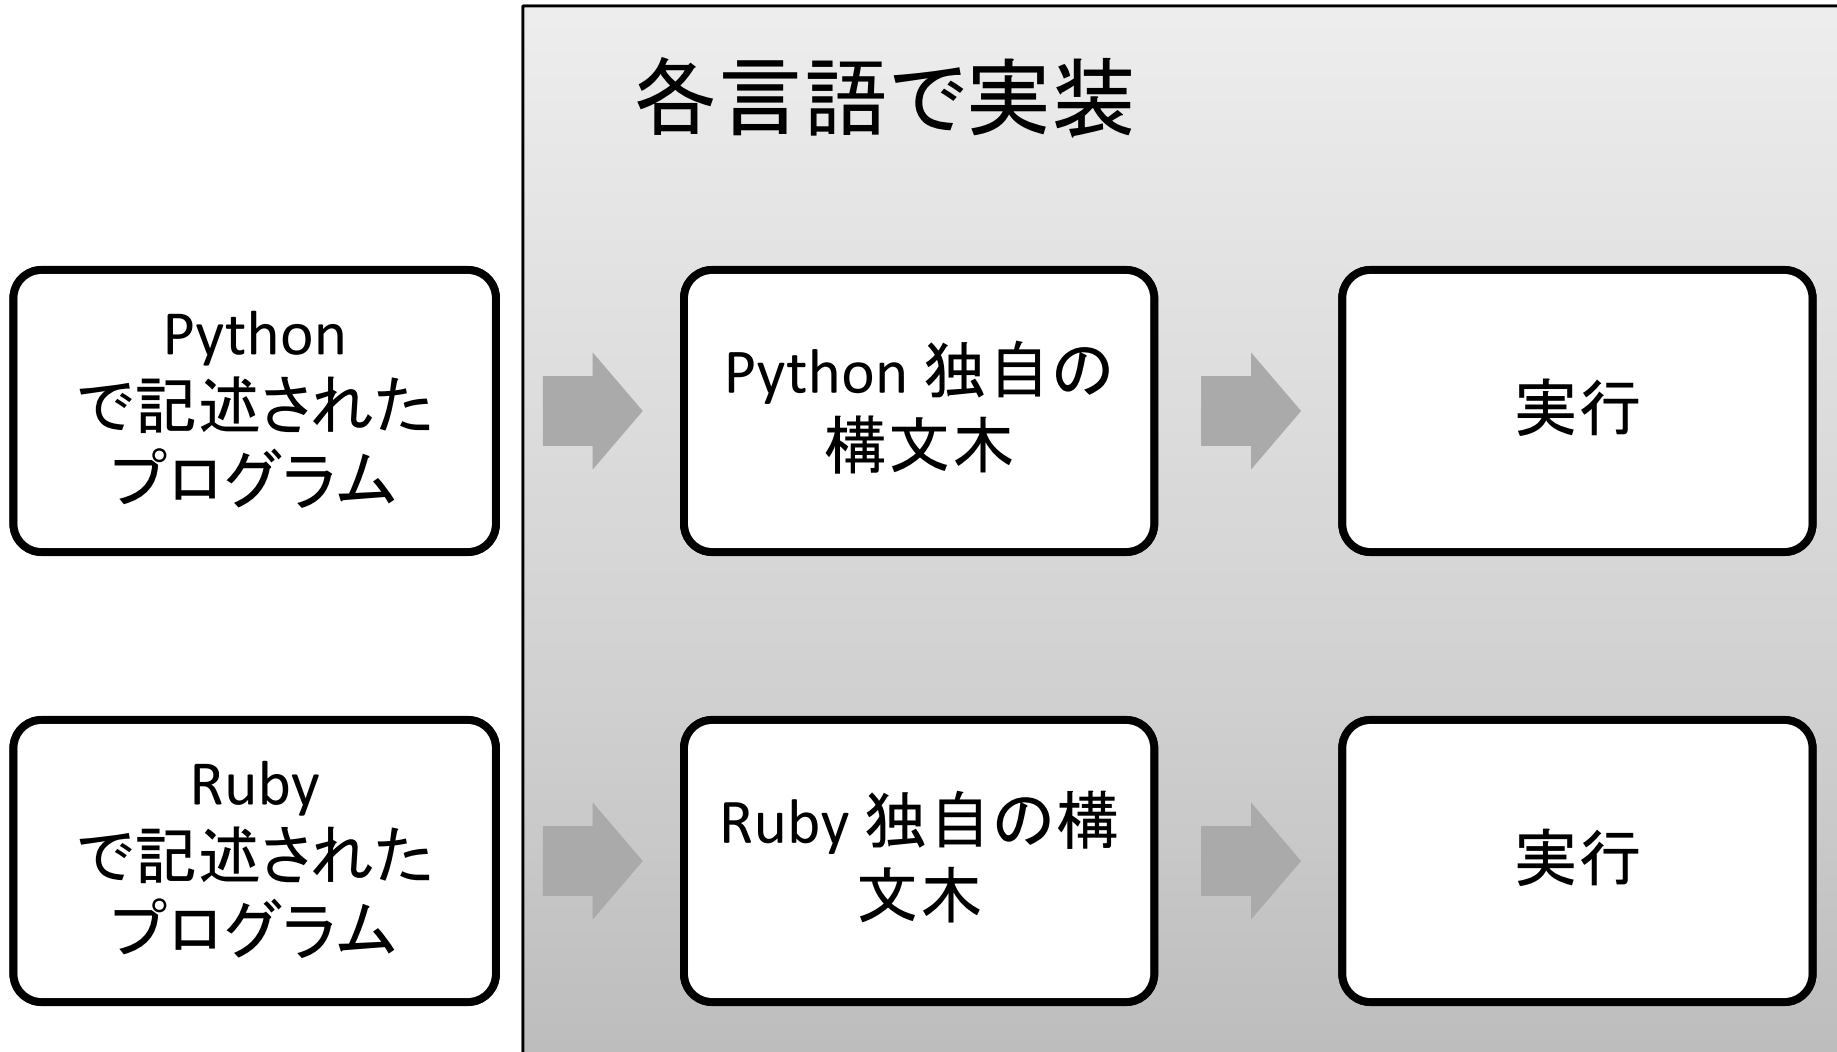 各言語で実装
Python
で記述された
プログラム
Python 独自の
構文木
実行
Ruby
で記述された
プログラム
Ruby 独自の構
文木
実行